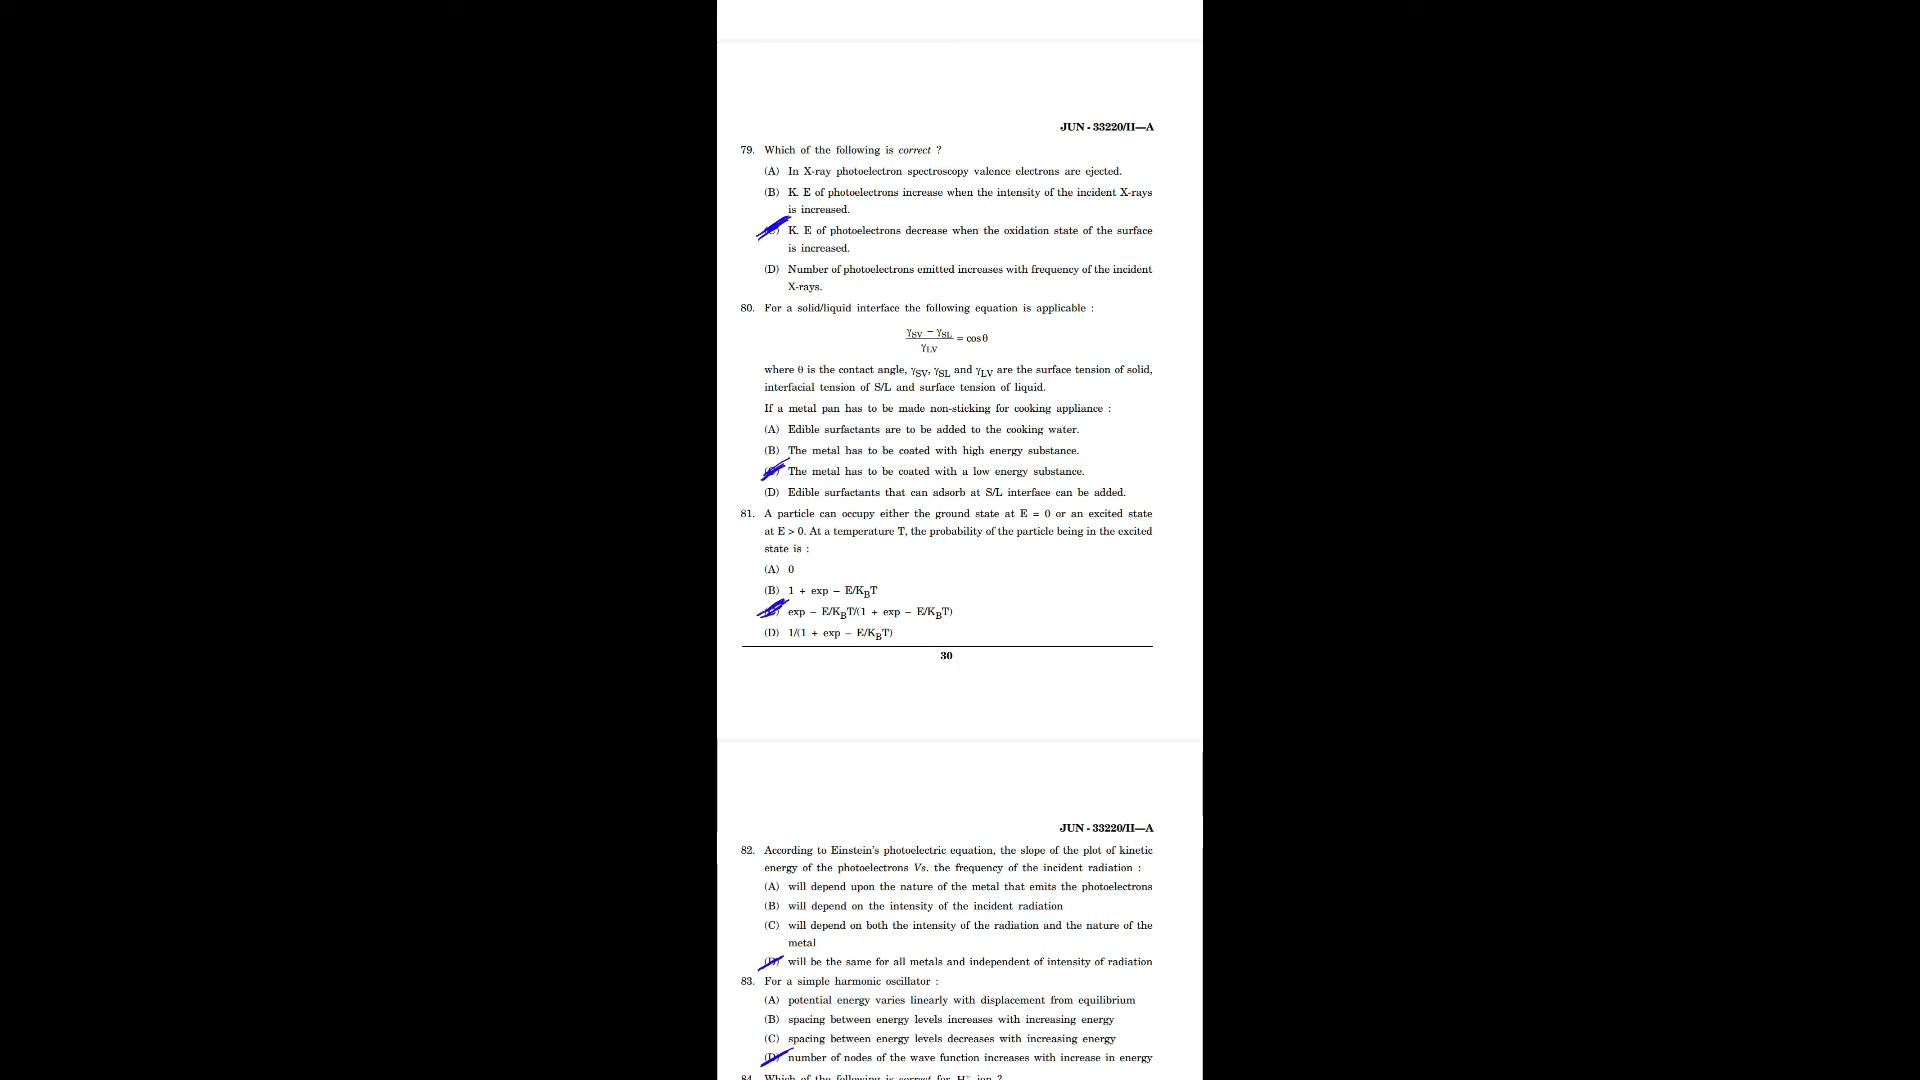 JUN - 33220/II—A
79. Which of the following is correct ?
(A) In X-ray photoelectron spectroscopy valence electrons are ejected.
(B) K. E of photoelectrons increase when the intensity of the incident X-rays
is increased.
(C) K. E of photoelectrons decrease when the oxidation state of the surface
is increased.
(D) Number of photoelectrons emitted increases with frequency of the incident
X-rays.
80. For a solid/liquid interface the following equation is applicable :
(γSV − γSL)/γLV = cos θ
where θ is the contact angle, γSV, γSL and γLV are the surface tension of solid,
interfacial tension of S/L and surface tension of liquid.
If a metal pan has to be made non-sticking for cooking appliance :
(A) Edible surfactants are to be added to the cooking water.
(B) The metal has to be coated with high energy substance.
(C) The metal has to be coated with a low energy substance.
(D) Edible surfactants that can adsorb at S/L interface can be added.
81. A particle can occupy either the ground state at E = 0 or an excited state
at E > 0. At a temperature T, the probability of the particle being in the excited
state is :
(A) 0
(B) 1 + exp – E/KBT
(C) exp – E/KBT/(1 + exp – E/KBT)
(D) 1/(1 + exp – E/KBT)
30
JUN - 33220/II—A
82. According to Einstein's photoelectric equation, the slope of the plot of kinetic
energy of the photoelectrons Vs. the frequency of the incident radiation :
(A) will depend upon the nature of the metal that emits the photoelectrons
(B) will depend on the intensity of the incident radiation
(C) will depend on both the intensity of the radiation and the nature of the
metal
(D) will be the same for all metals and independent of intensity of radiation
83. For a simple harmonic oscillator :
(A) potential energy varies linearly with displacement from equilibrium
(B) spacing between energy levels increases with increasing energy
(C) spacing between energy levels decreases with increasing energy
(D) number of nodes of the wave function increases with increase in energy
84. Which of the following is correct for H⁺ ion ?